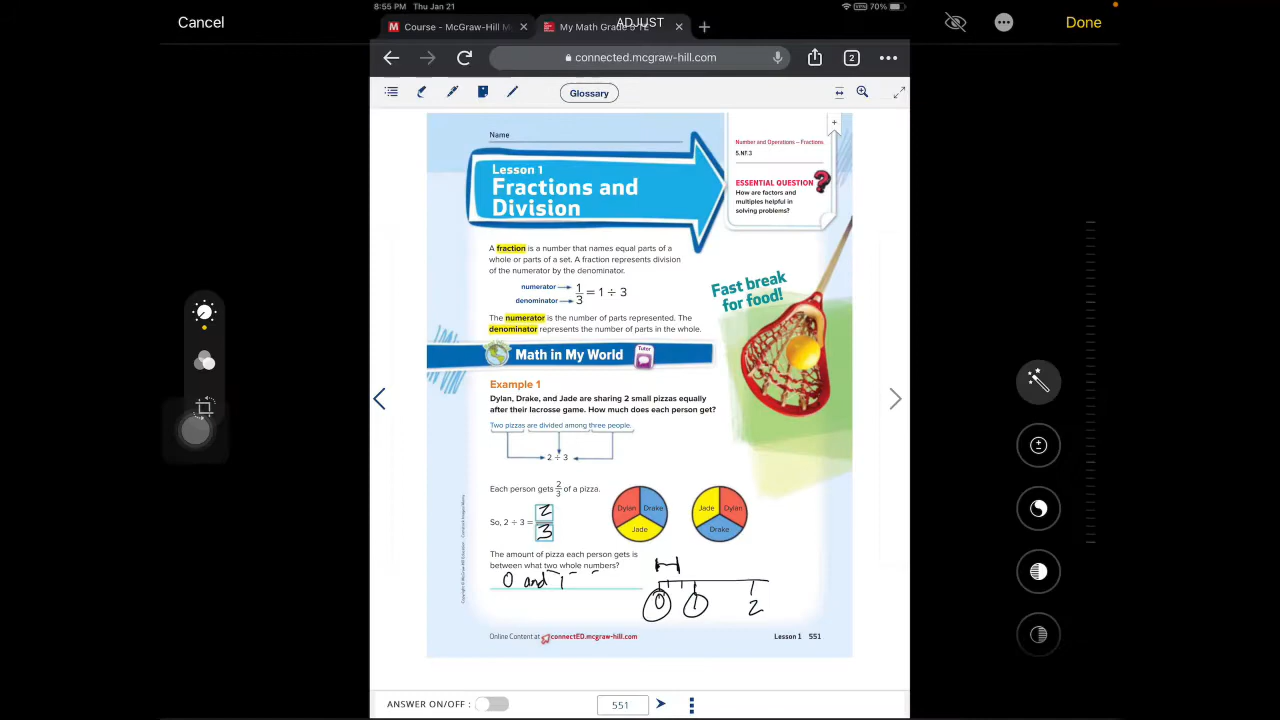 8:55 PM Thu Jan 21
70%
Cancel
ADJUST
Done
Course - McGraw-Hill M
My Math Grade 5 TE
connected.mcgraw-hill.com
2
Glossary
Name
Number and Operations – Fractions
5.NF.3
ESSENTIAL QUESTION
How are factors and
multiples helpful in
solving problems?
Lesson 1
Fractions and
Division
A fraction is a number that names equal parts of a
whole or parts of a set. A fraction represents division
of the numerator by the denominator.
numerator → 1
denominator → 3 = 1 ÷ 3
The numerator is the number of parts represented. The
denominator represents the number of parts in the whole.
Fast break
for food!
Math in My World
Tutor
Example 1
Dylan, Drake, and Jade are sharing 2 small pizzas equally
after their lacrosse game. How much does each person get?
Two pizzas are divided among three people.
2 ÷ 3
Each person gets 2/3 of a pizza.
So, 2 ÷ 3 = 2/3
Dylan Drake Jade
Jade Dylan Drake
The amount of pizza each person gets is
between what two whole numbers?
0 and 1
0 1 2
Online Content at connectED.mcgraw-hill.com
Lesson 1 551
ANSWER ON/OFF :
551